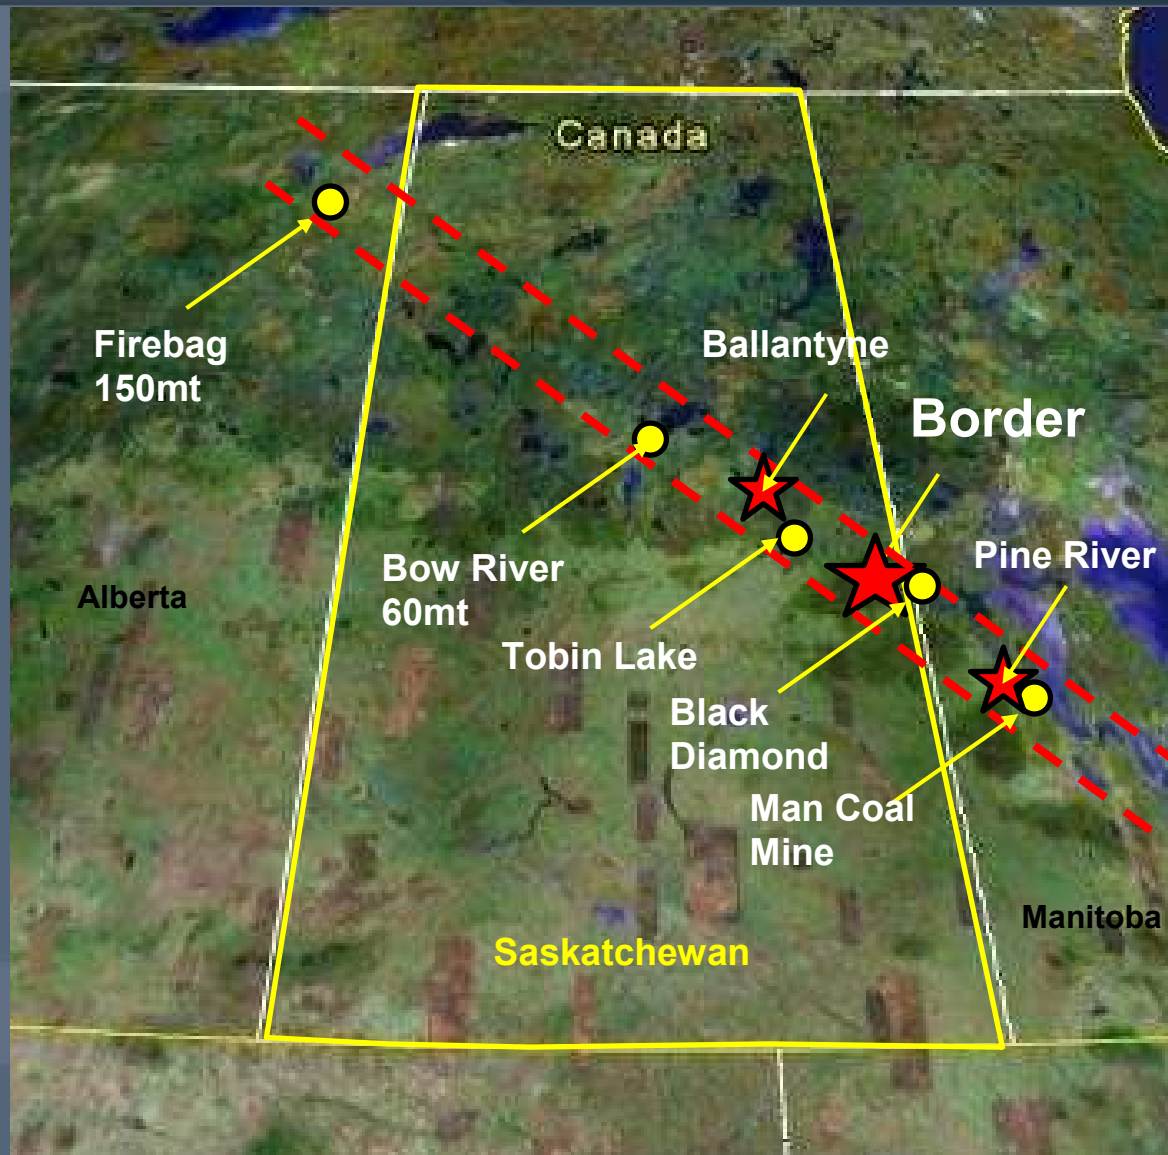 Canada
Firebag
150mt
Ballantyne
Border
Bow River
60mt
Pine River
Alberta
Tobin Lake
Black
Diamond
Man Coal
Mine
Manitoba
Saskatchewan